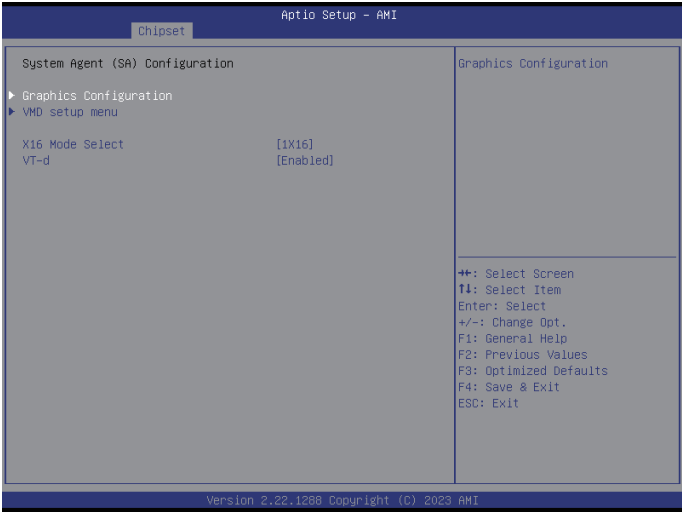 Aptio Setup – AMI
Chipset
System Agent (SA) Configuration
Graphics Configuration
VMD setup menu
X16 Mode Select [1X16]
VT-d [Enabled]
Graphics Configuration
→←: Select Screen
↑↓: Select Item
Enter: Select
+/-: Change Opt.
F1: General Help
F2: Previous Values
F3: Optimized Defaults
F4: Save & Exit
ESC: Exit
Version 2.22.1288 Copyright (C) 2023 AMI